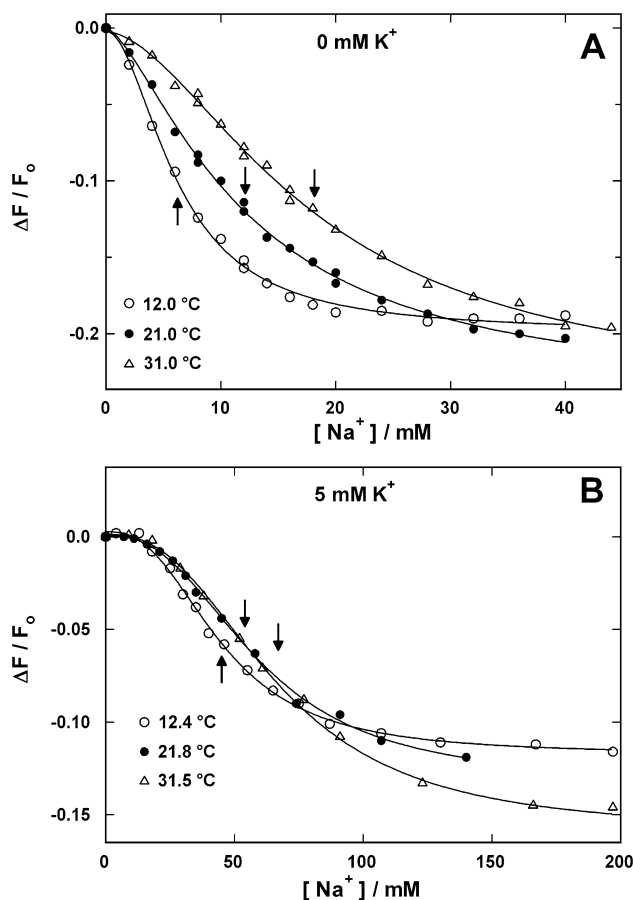 0 mM K⁺
A
0.0
-0.1
-0.2
ΔF / Fₒ
12.0 °C
21.0 °C
31.0 °C
0 10 20 30 40
[ Na⁺ ] / mM
5 mM K⁺
B
0.0
-0.05
-0.10
-0.15
ΔF / Fₒ
12.4 °C
21.8 °C
31.5 °C
0 50 100 150 200
[ Na⁺ ] / mM